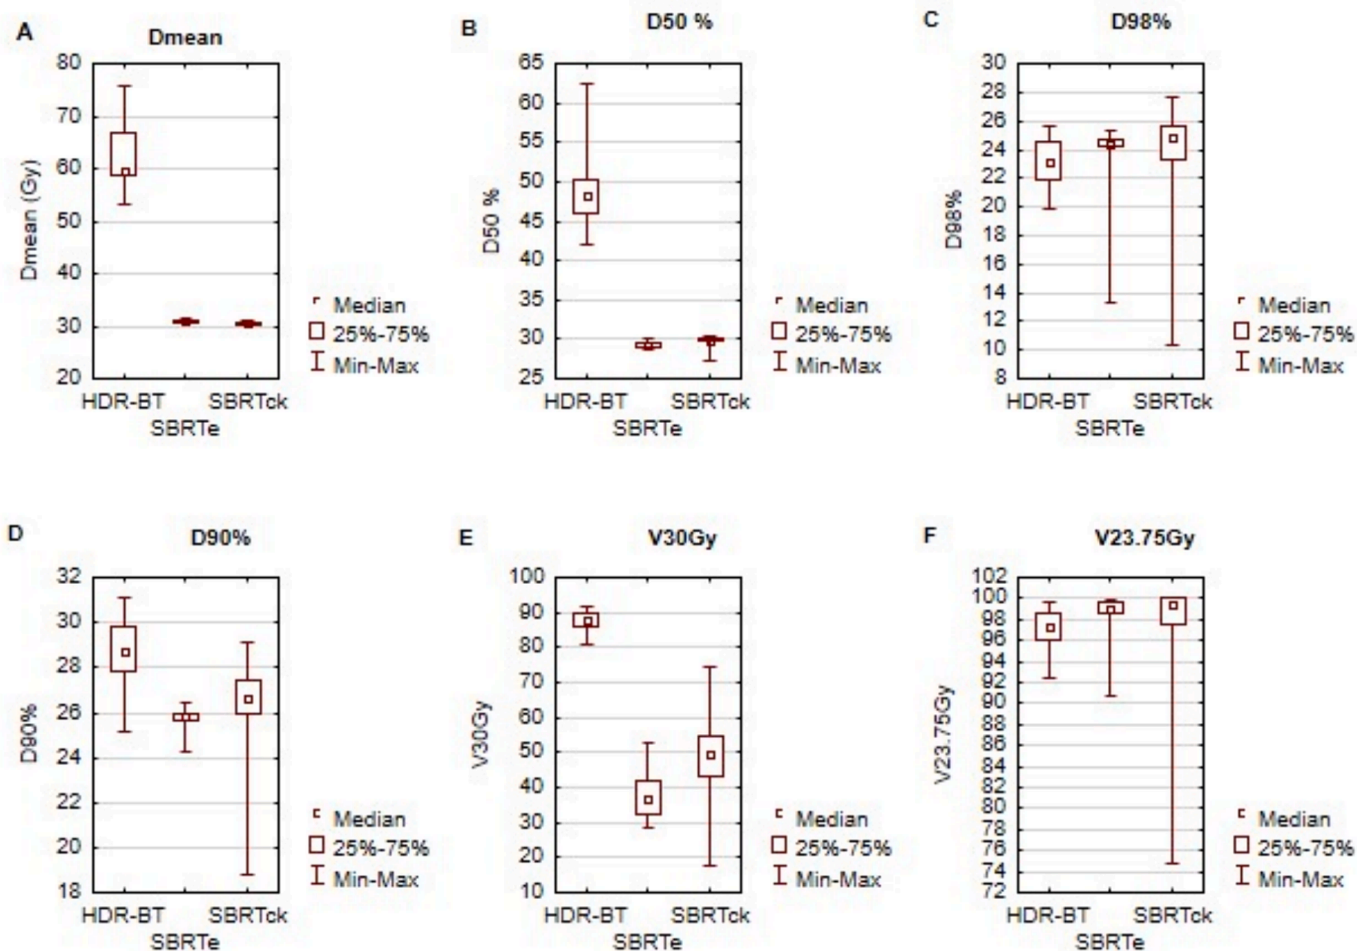 A
Dmean
Dmean (Gy)
80
70
60
50
40
30
20
HDR-BT
SBRTck
SBRTe
Median
25%-75%
Min-Max
B
D50 %
D50 %
65
60
55
50
45
40
35
30
25
HDR-BT
SBRTck
SBRTe
Median
25%-75%
Min-Max
C
D98%
D98%
30
28
26
24
22
20
18
16
14
12
10
8
HDR-BT
SBRTck
SBRTe
Median
25%-75%
Min-Max
D
D90%
D90%
32
30
28
26
24
22
20
18
HDR-BT
SBRTck
SBRTe
Median
25%-75%
Min-Max
E
V30Gy
V30Gy
100
90
80
70
60
50
40
30
20
10
HDR-BT
SBRTck
SBRTe
Median
25%-75%
Min-Max
F
V23.75Gy
V23.75Gy
102
100
98
96
94
92
90
88
86
84
82
80
78
76
74
72
HDR-BT
SBRTck
SBRTe
Median
25%-75%
Min-Max